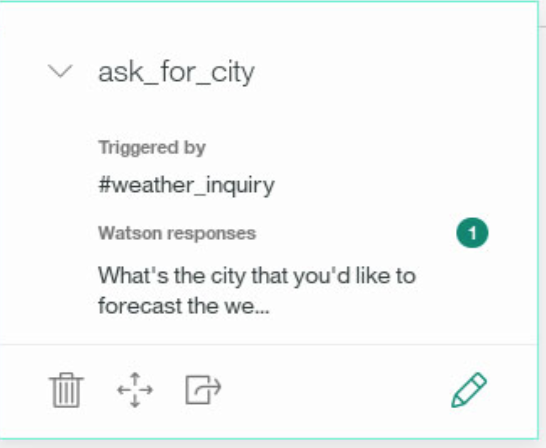 ask_for_city
Triggered by
#weather_inquiry
Watson responses
1
What's the city that you'd like to
forecast the we...